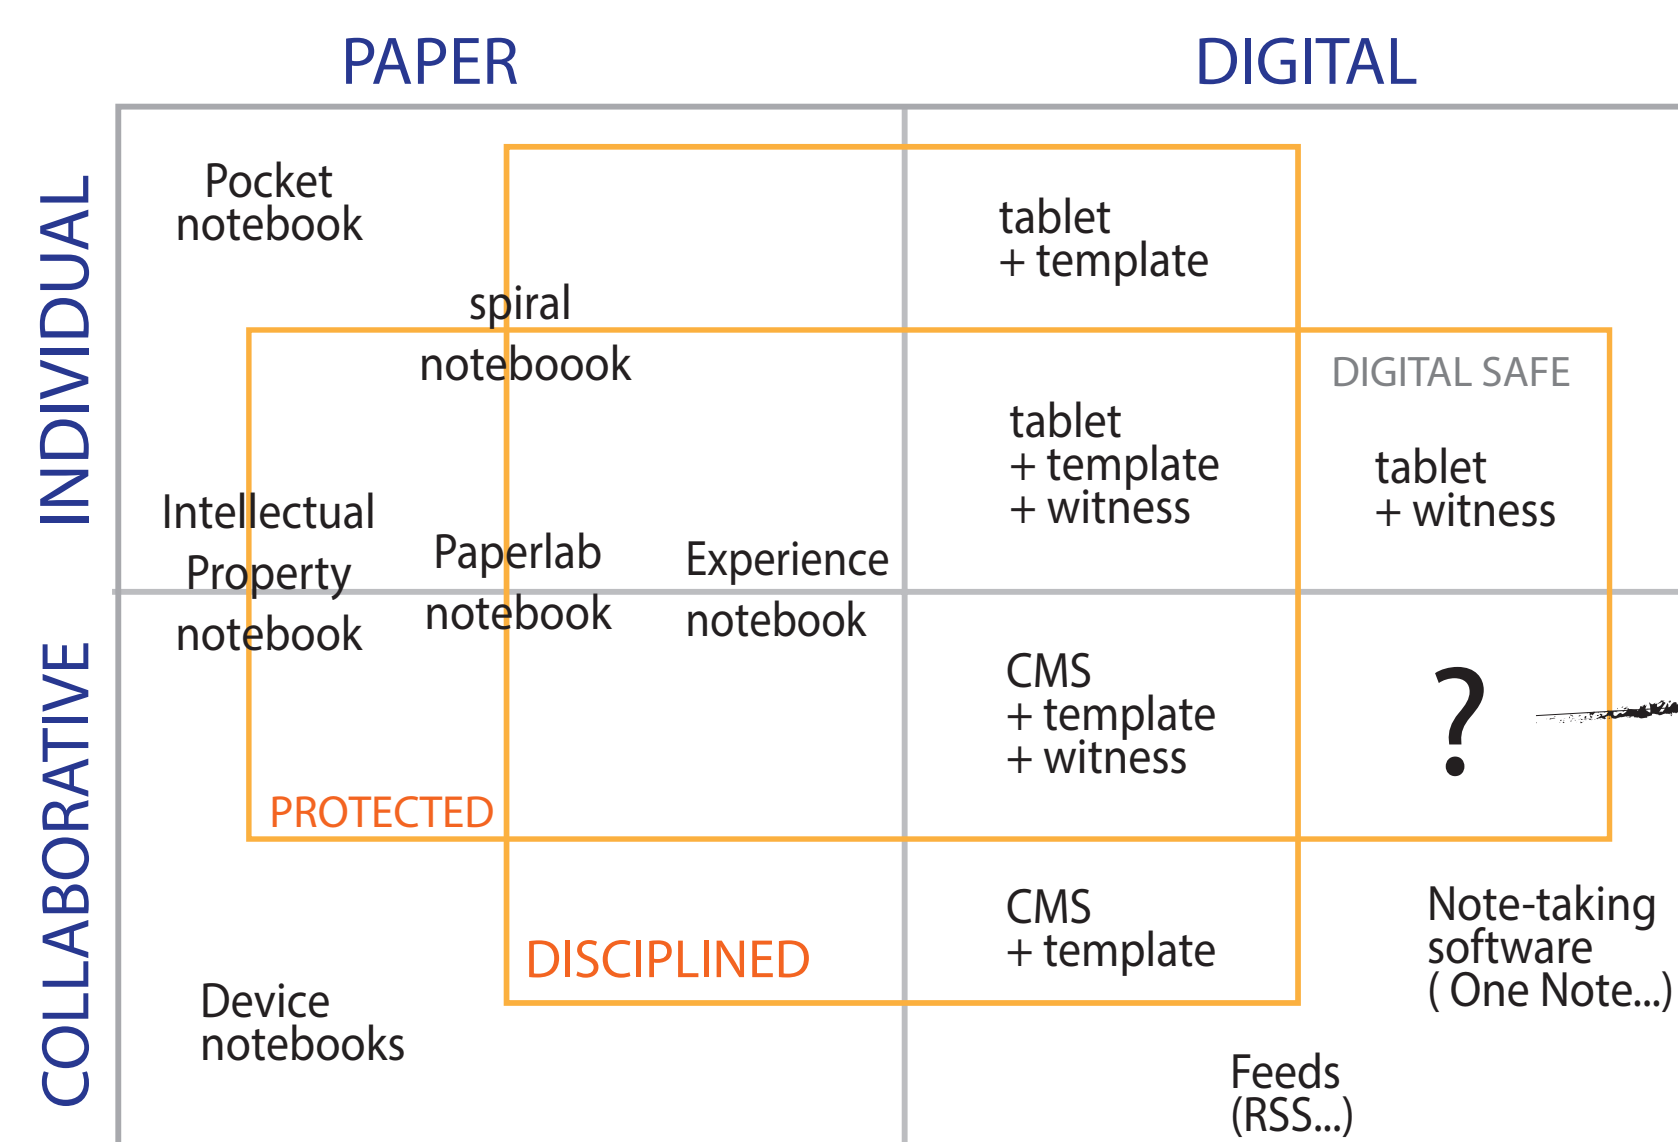 PAPER
DIGITAL
INDIVIDUAL
COLLABORATIVE
Pocket
notebook
spiral
noteboook
Intellectual
Property
notebook
Paperlab
notebook
Experience
notebook
PROTECTED
DISCIPLINED
Device
notebooks
tablet
+ template
tablet
+ template
+ witness
DIGITAL SAFE
tablet
+ witness
CMS
+ template
+ witness
?
CMS
+ template
Note-taking
software
( One Note...)
Feeds
(RSS...)